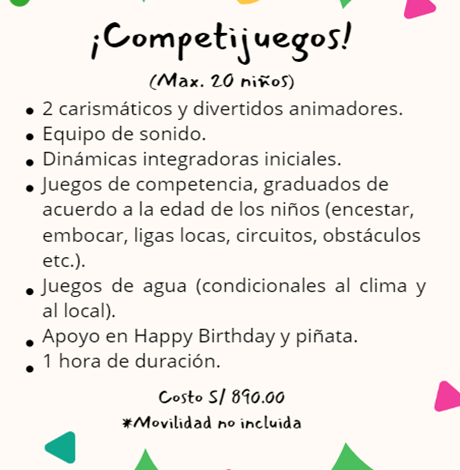 ¡Competijuegos!
(Max. 20 niños)
• 2 carismáticos y divertidos animadores.
• Equipo de sonido.
• Dinámicas integradoras iniciales.
• Juegos de competencia, graduados de
acuerdo a la edad de los niños (encestar,
embocar, ligas locas, circuitos, obstáculos
etc.).
• Juegos de agua (condicionales al clima y
al local).
• Apoyo en Happy Birthday y piñata.
• 1 hora de duración.
Costo S/ 890.00
*Movilidad no incluida